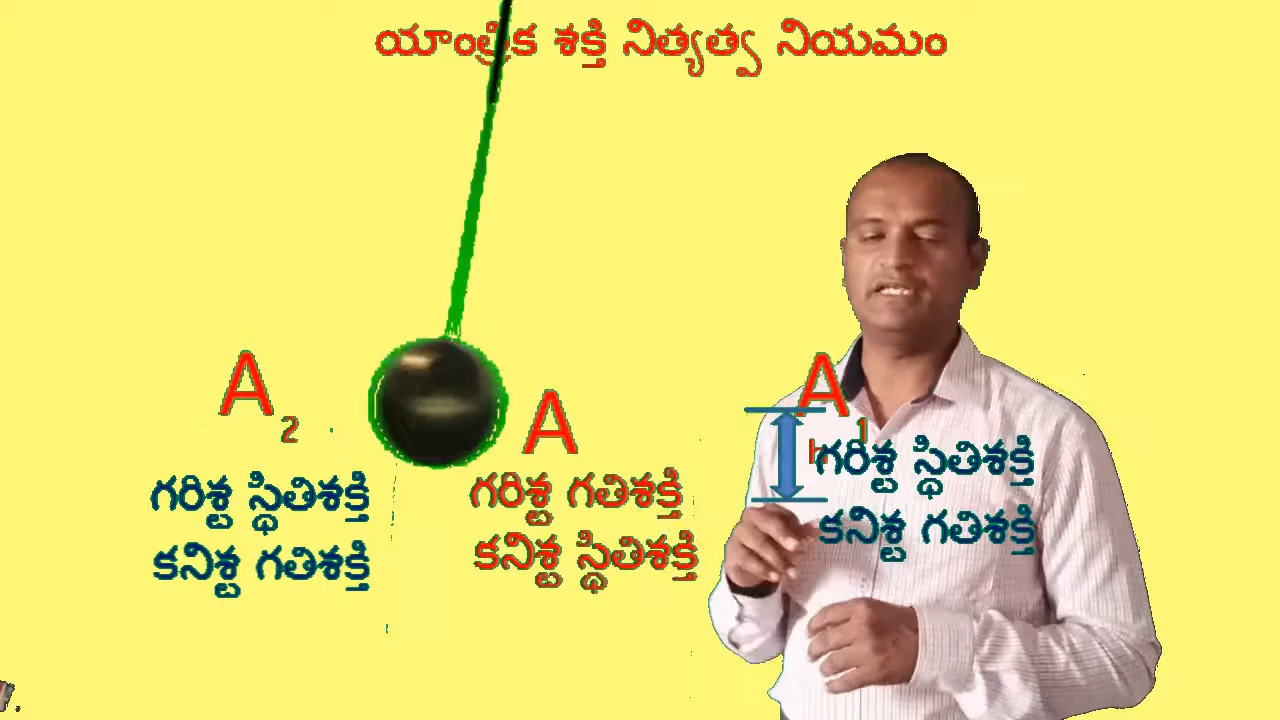 యాంత్రిక శక్తి నిత్యత్వ నియమం
A2
గరిశ్ట స్థితిశక్తి
కనిశ్ట గతిశక్తి
A
గరిశ్ట గతిశక్తి
కనిశ్ట స్థితిశక్తి
A1
h
గరిశ్ట స్థితిశక్తి
కనిశ్ట గతిశక్తి